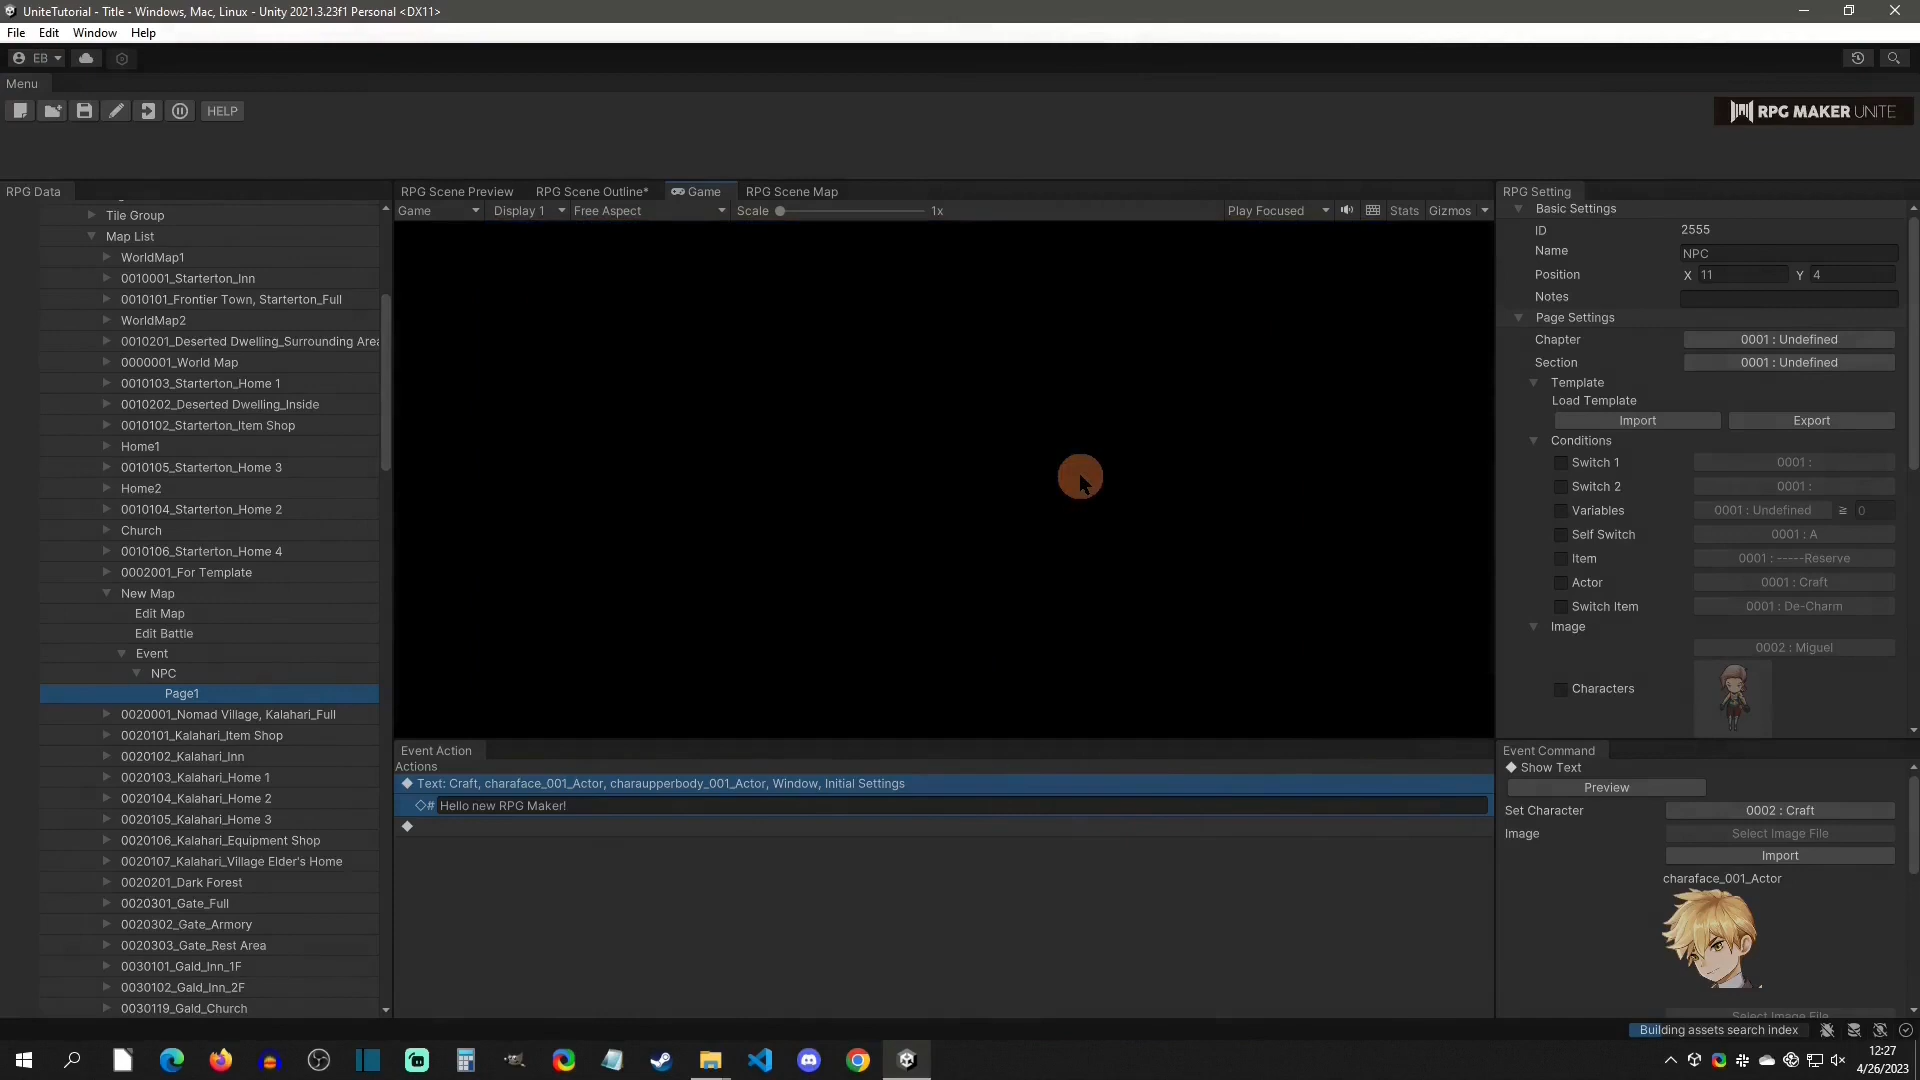 UniteTutorial - Title - Windows, Mac, Linux - Unity 2021.3.23f1 Personal <DX11>
File Edit Window Help
EB
Menu
HELP
RPG MAKER UNITE
RPG Data
Tile Group
Map List
WorldMap1
0010001_Starterton_Inn
0010101_Frontier Town, Starterton_Full
WorldMap2
0010201_Deserted Dwelling_Surrounding Area
0000001_World Map
0010103_Starterton_Home 1
0010202_Deserted Dwelling_Inside
0010102_Starterton_Item Shop
Home1
0010105_Starterton_Home 3
Home2
0010104_Starterton_Home 2
Church
0010106_Starterton_Home 4
0002001_For Template
New Map
Edit Map
Edit Battle
Event
NPC
Page1
0020001_Nomad Village, Kalahari_Full
0020101_Kalahari_Item Shop
0020102_Kalahari_Inn
0020103_Kalahari_Home 1
0020104_Kalahari_Home 2
0020105_Kalahari_Home 3
0020106_Kalahari_Equipment Shop
0020107_Kalahari_Village Elder's Home
0020201_Dark Forest
0020301_Gate_Full
0020302_Gate_Armory
0020303_Gate_Rest Area
0030101_Gald_Inn_1F
0030102_Gald_Inn_2F
0030119_Gald_Church
RPG Scene Preview RPG Scene Outline* Game RPG Scene Map
Game Display 1 Free Aspect Scale 1x Play Focused Stats Gizmos
Event Action
Actions
◆ Text: Craft, charaface_001_Actor, charaupperbody_001_Actor, Window, Initial Settings
◇# Hello new RPG Maker!
◆
RPG Setting
Basic Settings
ID 2555
Name NPC
Position X 11 Y 4
Notes
Page Settings
Chapter 0001 : Undefined
Section 0001 : Undefined
Template
Load Template
Import Export
Conditions
Switch 1 0001 :
Switch 2 0001 :
Variables 0001 : Undefined ≥ 0
Self Switch 0001 : A
Item 0001 : -----Reserve
Actor 0001 : Craft
Switch Item 0001 : De-Charm
Image
0002 : Miguel
Characters
Event Command
◆ Show Text
Preview
Set Character 0002 : Craft
Image Select Image File
Import
charaface_001_Actor
Select Image File
Building assets search index
12:27
4/26/2023